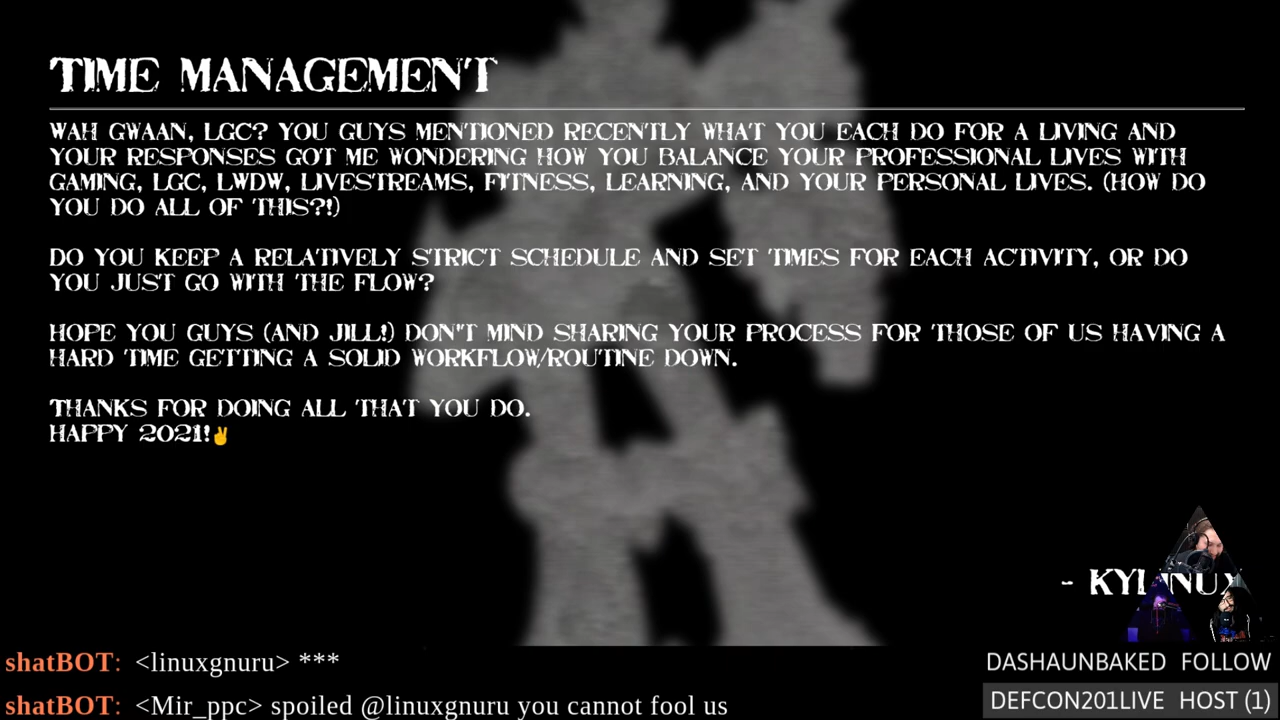 TIME MANAGEMENT
WAH GWAAN, LGC? YOU GUYS MENTIONED RECENTLY WHAT YOU EACH DO FOR A LIVING AND
YOUR RESPONSES GOT ME WONDERING HOW YOU BALANCE YOUR PROFESSIONAL LIVES WITH
GAMING, LGC, LWDW, LIVESTREAMS, FITNESS, LEARNING, AND YOUR PERSONAL LIVES. (HOW DO
YOU DO ALL OF THIS?!)
DO YOU KEEP A RELATIVELY STRICT SCHEDULE AND SET TIMES FOR EACH ACTIVITY, OR DO
YOU JUST GO WITH THE FLOW?
HOPE YOU GUYS (AND JILL!) DON'T MIND SHARING YOUR PROCESS FOR THOSE OF US HAVING A
HARD TIME GETTING A SOLID WORKFLOW/ROUTINE DOWN.
THANKS FOR DOING ALL THAT YOU DO.
HAPPY 2021!✌
-
shatBOT: <linuxgnuru> ***
DASHAUNBAKED FOLLOW
shatBOT: <Mir_ppc> spoiled @linuxgnuru you cannot fool us
DEFCON201LIVE HOST (1)